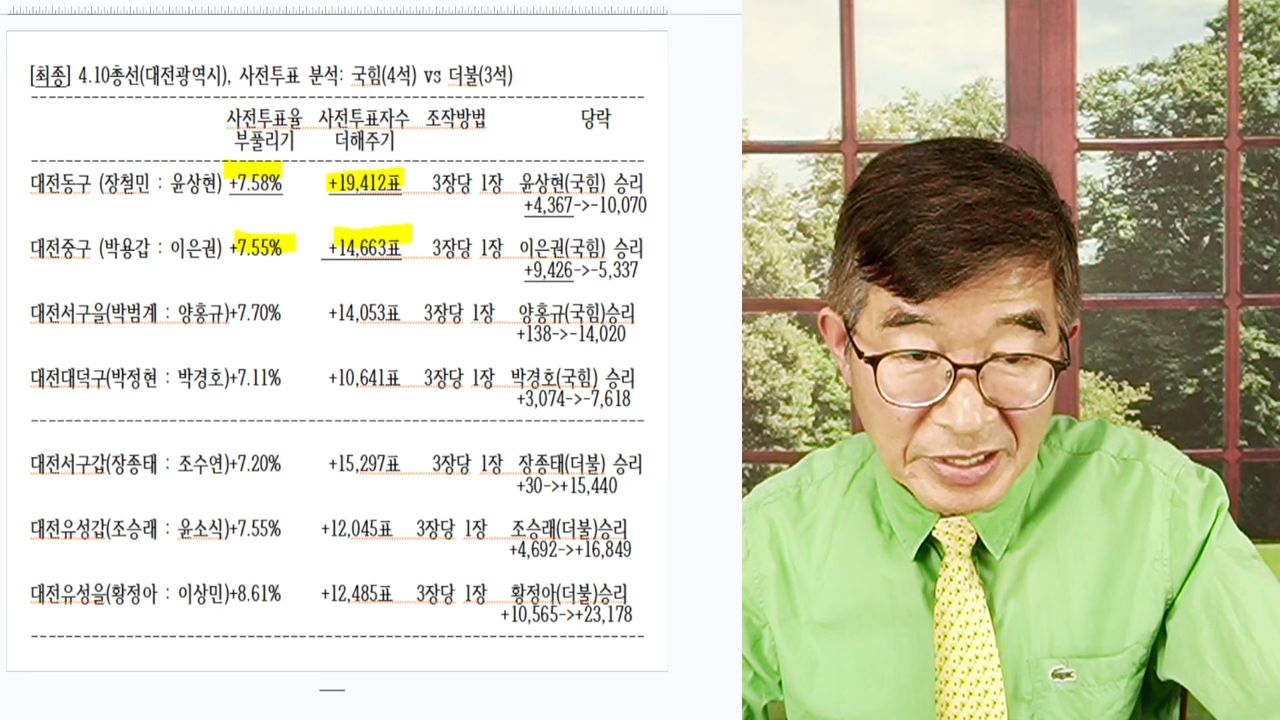 [최종] 4.10총선(대전광역시), 사전투표 분석: 국힘(4석) vs 더불(3석)
사전투표율 사전투표자수 조작방법 당락
부풀리기 더해주기
대전동구 (장철민 : 윤상현) +7.58% +19,412표 3장당 1장 윤상현(국힘) 승리
+4,367->-10,070
대전중구 (박용갑 : 이은권) +7.55% +14,663표 3장당 1장 이은권(국힘) 승리
+9,426->-5,337
대전서구을(박범계 : 양홍규)+7.70% +14,053표 3장당 1장 양홍규(국힘)승리
+138->-14,020
대전대덕구(박정현 : 박경호)+7.11% +10,641표 3장당 1장 박경호(국힘) 승리
+3,074->-7,618
대전서구갑(장종태 : 조수연)+7.20% +15,297표 3장당 1장 장종태(더불) 승리
+30->+15,440
대전유성갑(조승래 : 윤소식)+7.55% +12,045표 3장당 1장 조승래(더불)승리
+4,692->+16,849
대전유성을(황정아 : 이상민)+8.61% +12,485표 3장당 1장 황정아(더불)승리
+10,565->+23,178